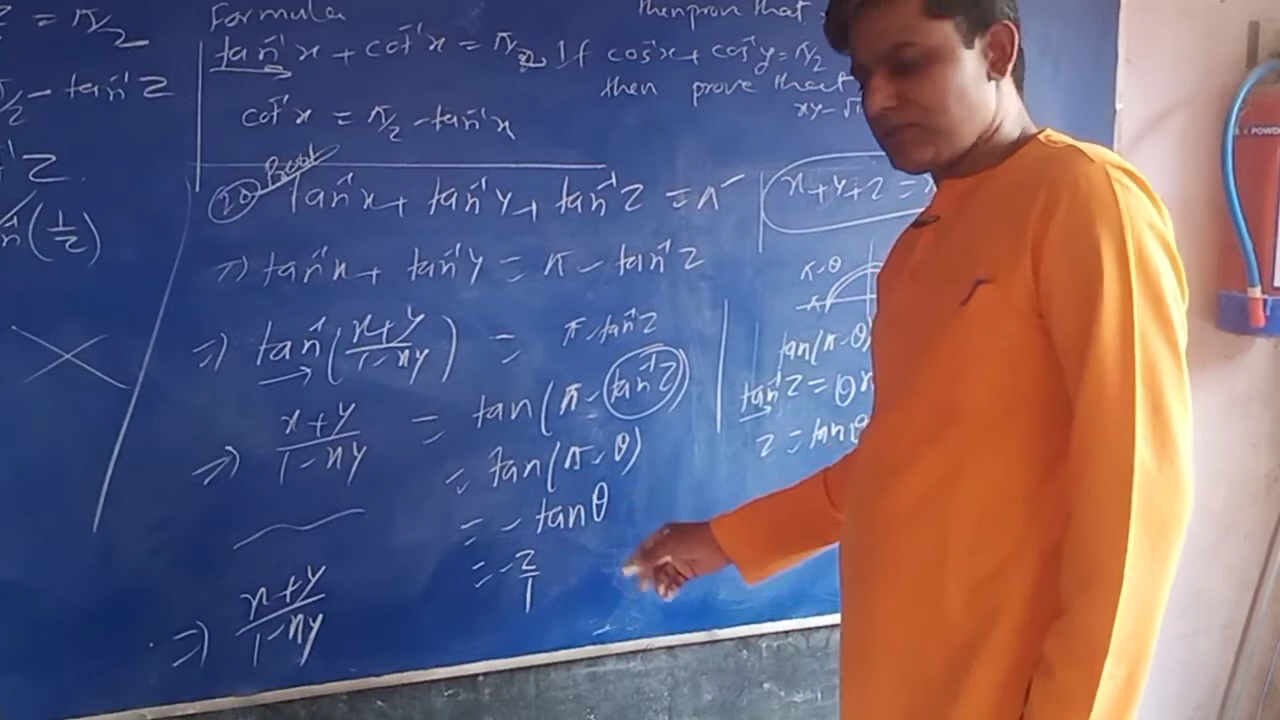 z = π/2
π/2 - tan⁻¹z
⁻¹z
(1/2)
Formula
tan⁻¹x + cot⁻¹x = π/2
cot⁻¹x = π/2 - tan⁻¹x
then prove that
If cos⁻¹x + cos⁻¹y = π/2
then prove that
xy - √1
20 Proof tan⁻¹x + tan⁻¹y + tan⁻¹z = π
⇒ tan⁻¹x + tan⁻¹y = π - tan⁻¹z
⇒ tan⁻¹(x+y/1-xy) = π - tan⁻¹z
⇒ x+y/1-xy = tan(π - tan⁻¹z)
= tan(π - θ)
= - tanθ
= - z/1
⇒ x+y/1-xy
x+y+z =
π-θ
tan(π-θ)
tan⁻¹z = θ
z = tanθ
POWD